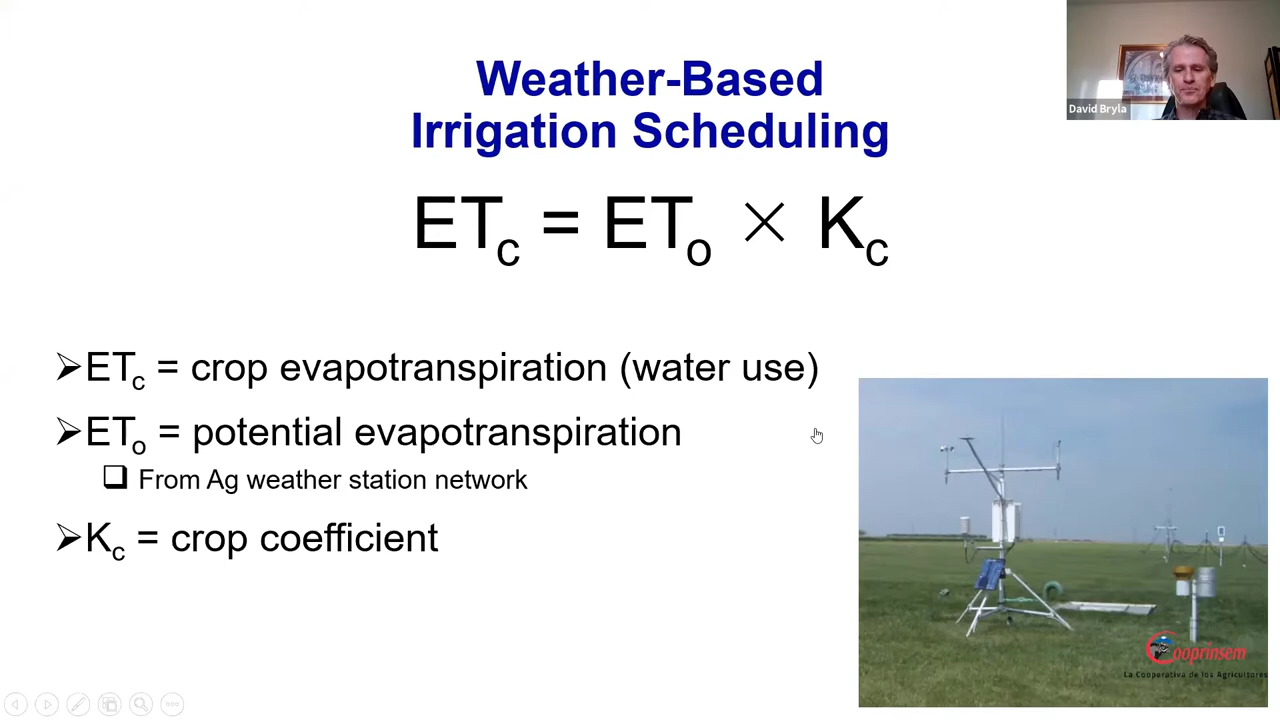 Weather-Based
Irrigation Scheduling
David Bryla
ETc = ETo × Kc
➢ETc = crop evapotranspiration (water use)
➢ETo = potential evapotranspiration
❑ From Ag weather station network
➢Kc = crop coefficient
Cooprinsem
La Cooperativa de los Agricultores